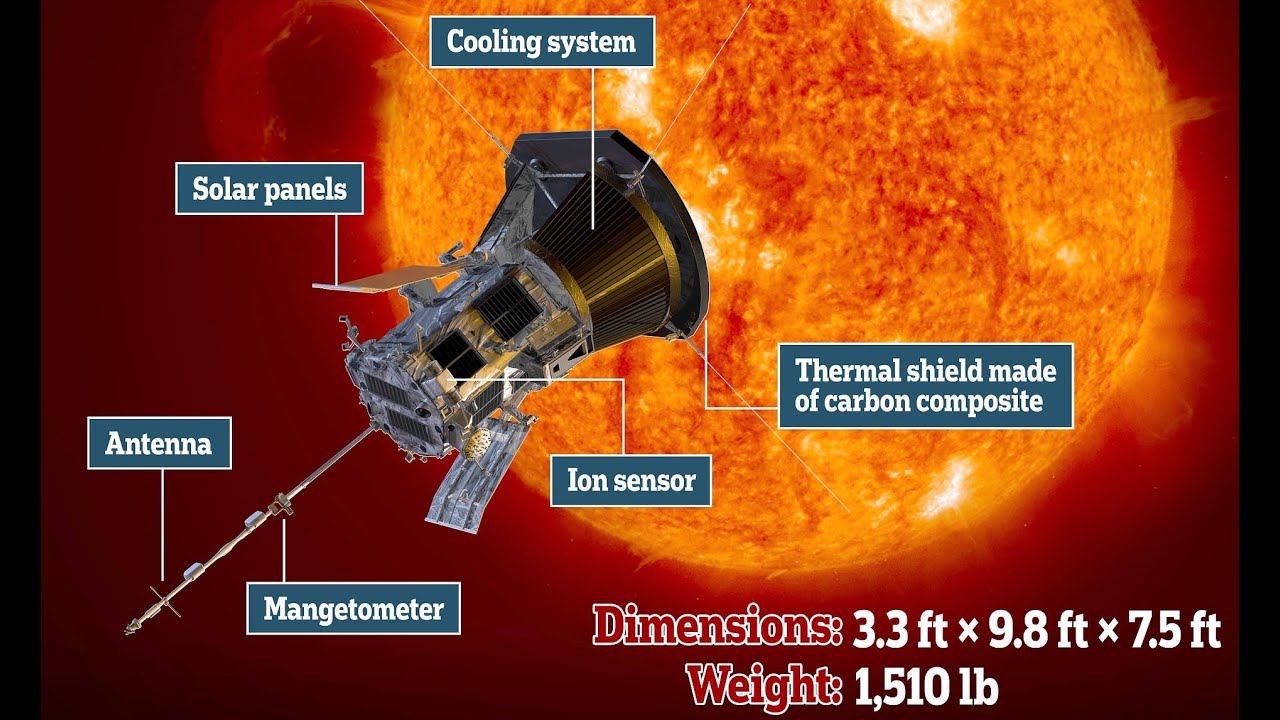 Cooling system
Solar panels
Thermal shield made
of carbon composite
Antenna
Ion sensor
Mangetometer
Dimensions: 3.3 ft × 9.8 ft × 7.5 ft
Weight: 1,510 lb